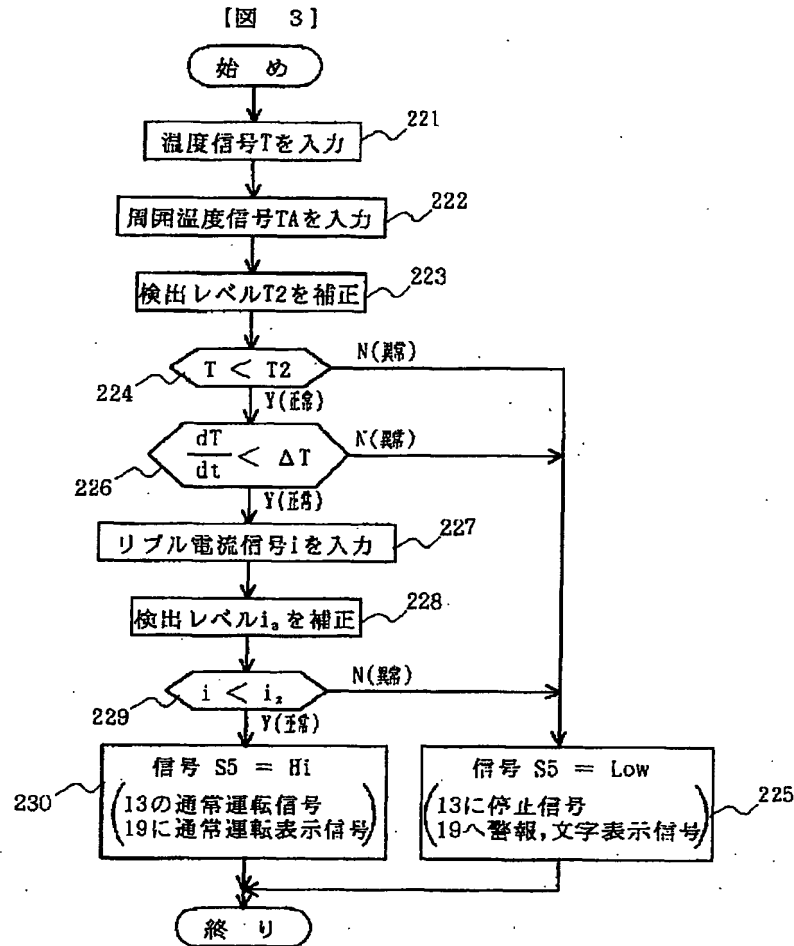 [図 3]
始め
温度信号Tを入力
221
周囲温度信号TAを入力
222
検出レベルT2を補正
223
T < T2
N(異常)
224
Y(正常)
dT
dt
< ΔT
N(異常)
226
Y(正常)
リプル電流信号iを入力
227
検出レベルi₂を補正
228
i < i₂
N(異常)
229
Y(正常)
信号 S5 = Hi
13の通常運転信号
19に通常運転表示信号
230
信号 S5 = Low
13に停止信号
19へ警報,文字表示信号
225
終り